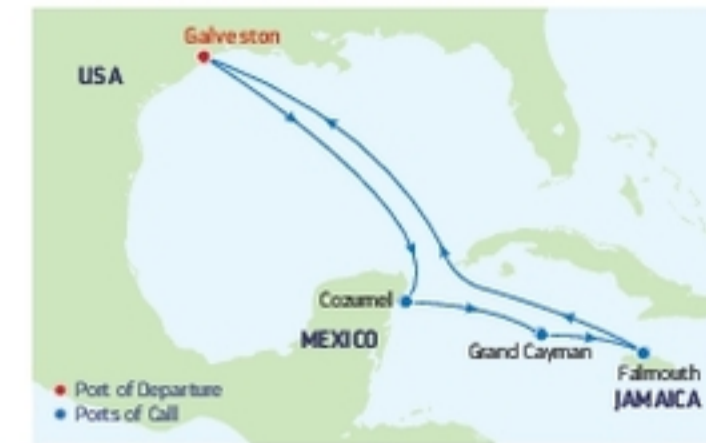 Galveston
USA
Cozumel
MEXICO
Grand Cayman
Falmouth
JAMAICA
Port of Departure
Ports of Call